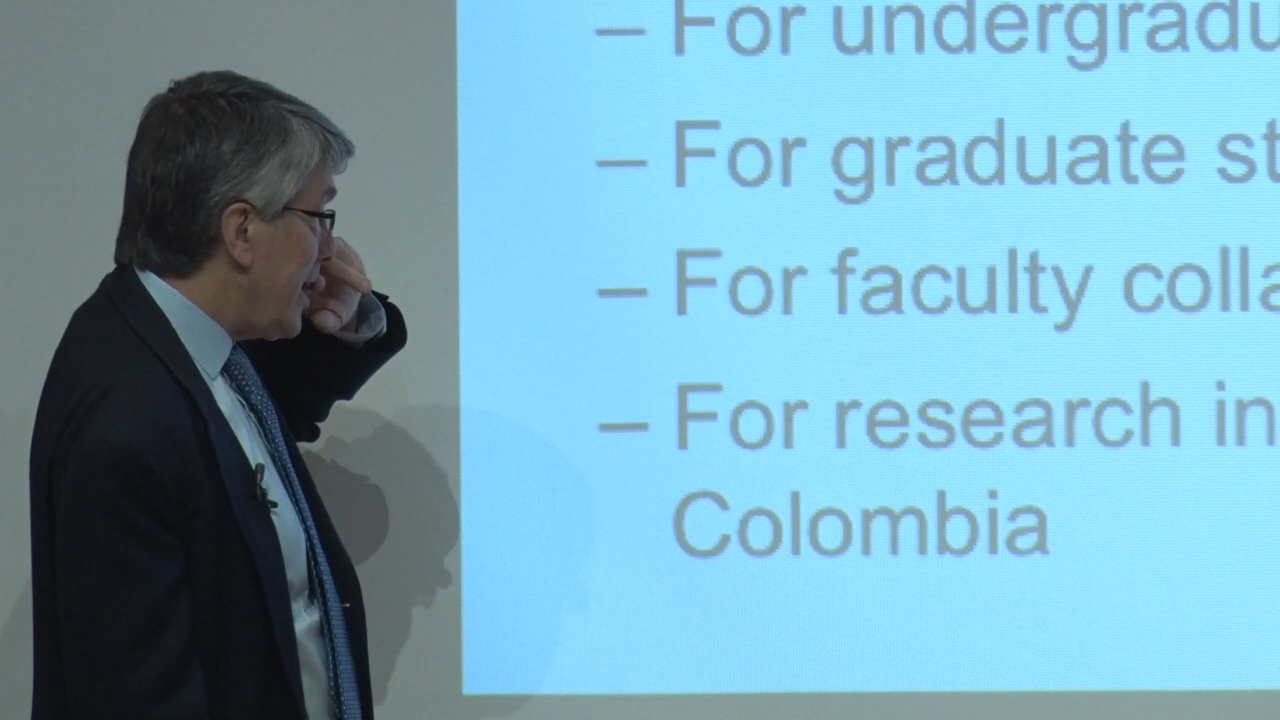 – For undergradu
– For graduate st
– For faculty colla
– For research in
Colombia